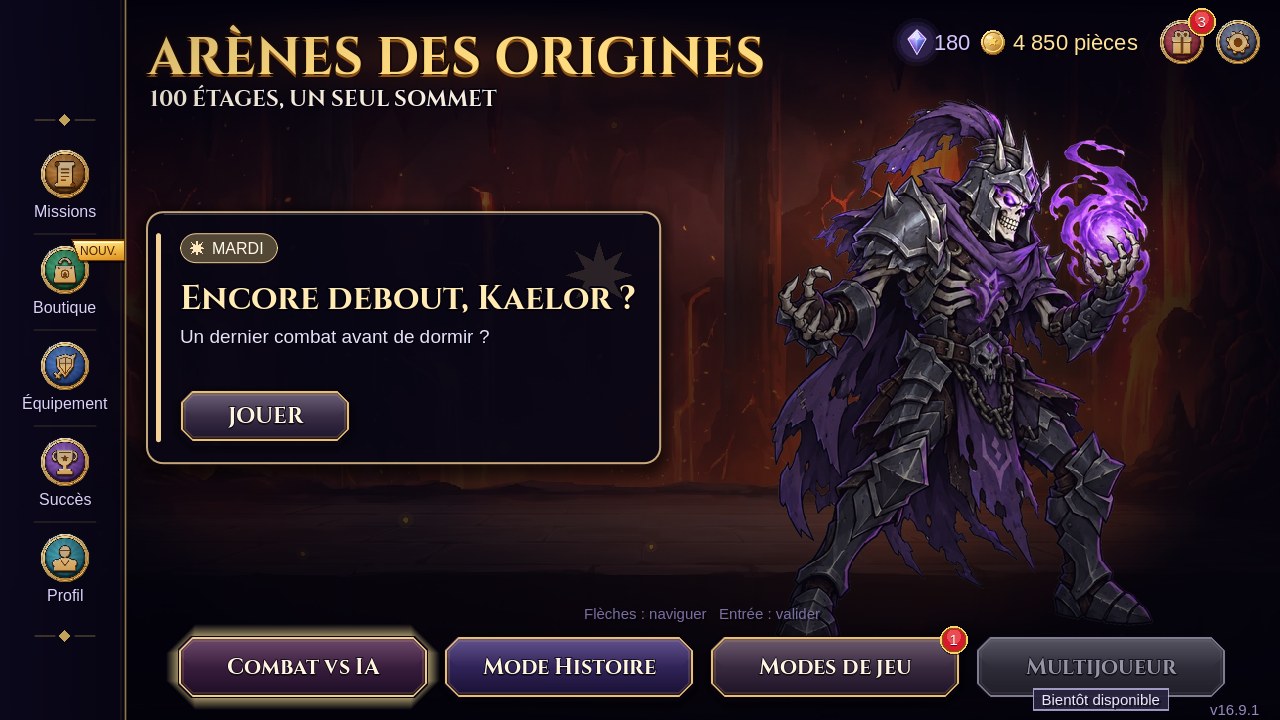 ARÈNES DES ORIGINES
100 ÉTAGES, UN SEUL SOMMET
180
4 850 pièces
3
Missions
NOUV.
Boutique
Équipement
Succès
Profil
MARDI
ENCORE DEBOUT, KAELOR ?
Un dernier combat avant de dormir ?
JOUER
Flèches : naviguer Entrée : valider
COMBAT VS IA
MODE HISTOIRE
MODES DE JEU
1
MULTIJOUEUR
Bientôt disponible
v16.9.1